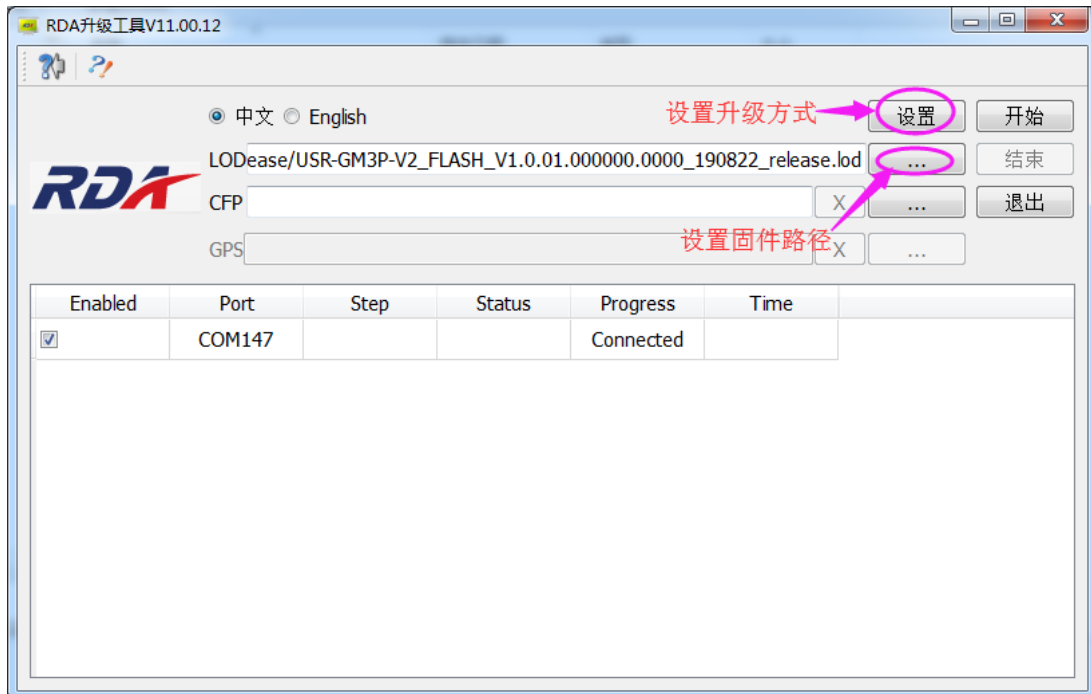 RDA升级工具V11.00.12
中文 English 设置升级方式 设置 开始
LOD ease/USR-GM3P-V2_FLASH_V1.0.01.000000.0000_190822_release.lod ... 结束
RDA
CFP X ... 退出
设置固件路径
GPS X ...
Enabled Port Step Status Progress Time
COM147 Connected